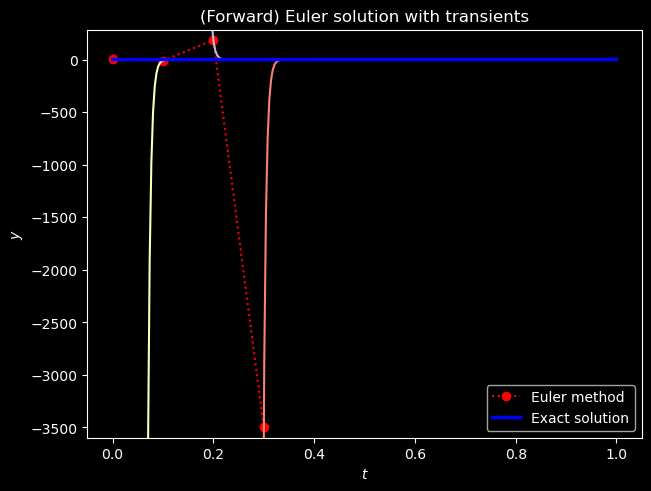 (Forward) Euler solution with transients
y
0
−500
−1000
−1500
−2000
−2500
−3000
−3500
0.0 0.2 0.4 0.6 0.8 1.0
t
Euler method
Exact solution